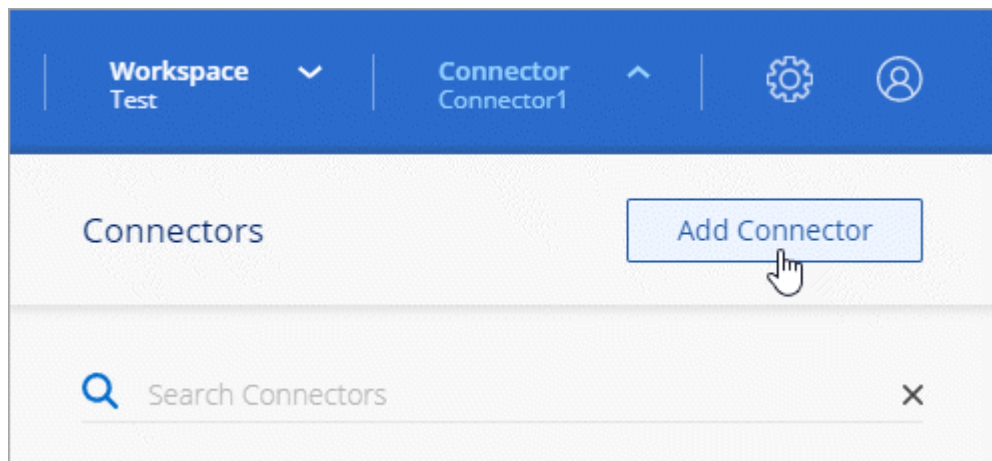 Workspace
Test
Connector
Connector1
Connectors
Add Connector
Search Connectors